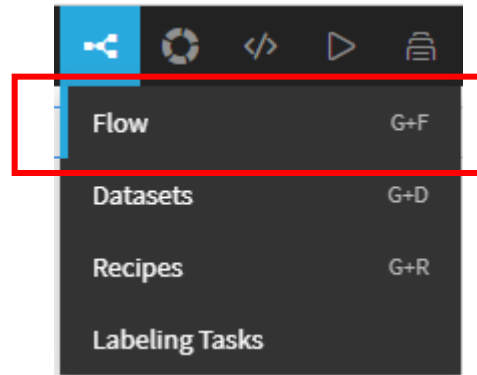 Flow G+F
Datasets G+D
Recipes G+R
Labeling Tasks